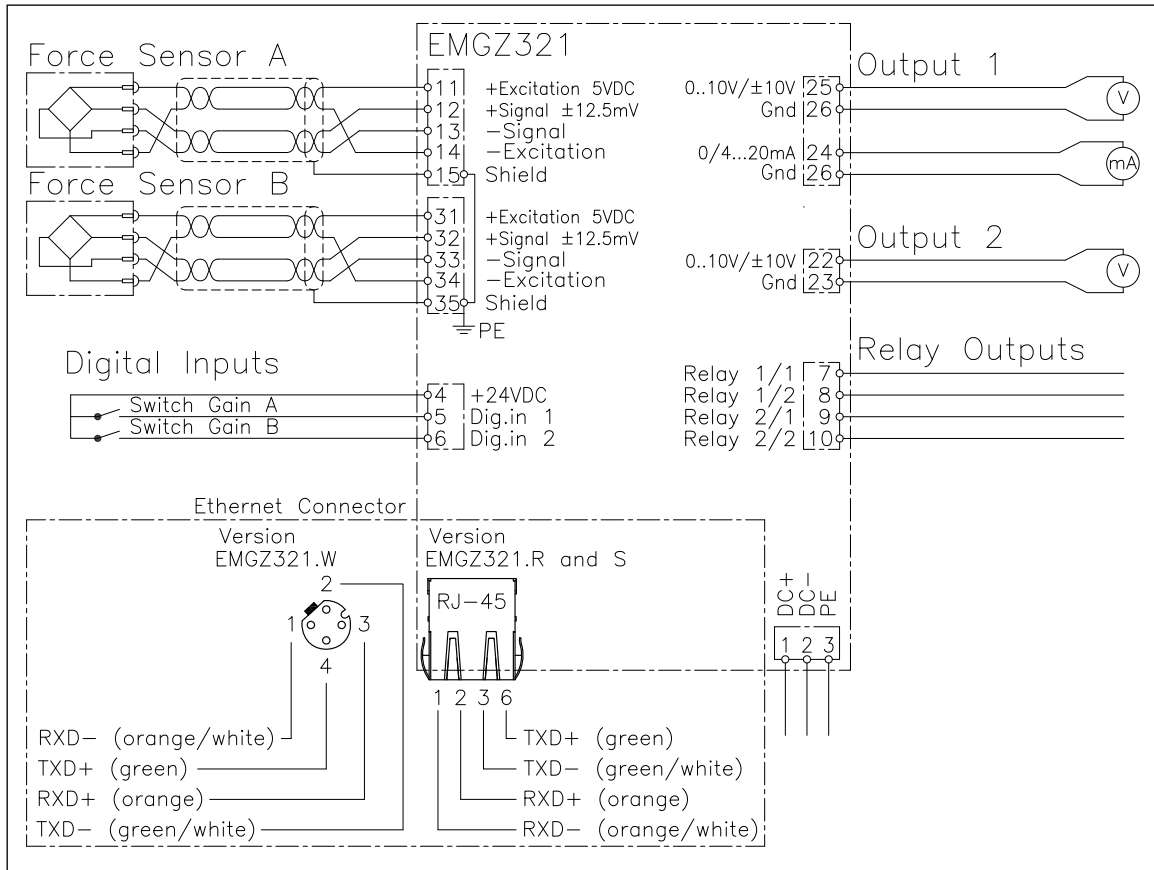 EMGZ321
Force Sensor A
11 +Excitation 5VDC
12 +Signal ±12.5mV
13 −Signal
14 −Excitation
15 Shield
Force Sensor B
31 +Excitation 5VDC
32 +Signal ±12.5mV
33 −Signal
34 −Excitation
35 Shield
PE
Output 1
0..10V/±10V 25
Gnd 26
V
0/4...20mA 24
Gnd 26
mA
Output 2
0..10V/±10V 22
Gnd 23
V
Digital Inputs
4 +24VDC
Switch Gain A 5 Dig.in 1
Switch Gain B 6 Dig.in 2
Relay Outputs
Relay 1/1 7
Relay 1/2 8
Relay 2/1 9
Relay 2/2 10
Ethernet Connector
Version
EMGZ321.W
2
1 3
4
RXD− (orange/white)
TXD+ (green)
RXD+ (orange)
TXD− (green/white)
Version
EMGZ321.R and S
RJ−45
1 2 3 6
TXD+ (green)
TXD− (green/white)
RXD+ (orange)
RXD− (orange/white)
DC+ DC− PE
1 2 3